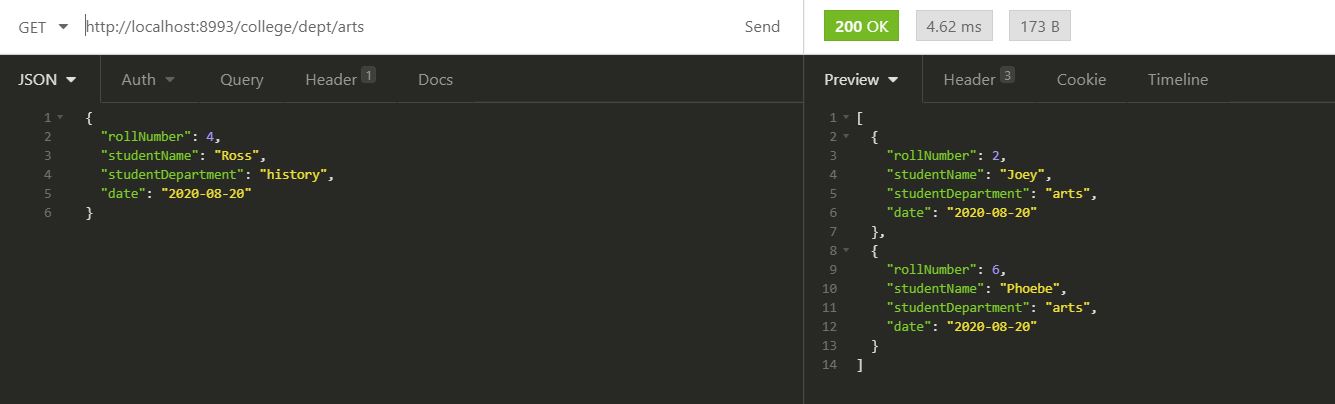 GET http://localhost:8993/college/dept/arts Send 200 OK 4.62 ms 173 B
JSON Auth Query Header 1 Docs
1 {
2 "rollNumber": 4,
3 "studentName": "Ross",
4 "studentDepartment": "history",
5 "date": "2020-08-20"
6 }
Preview Header 3 Cookie Timeline
1 [
2 {
3 "rollNumber": 2,
4 "studentName": "Joey",
5 "studentDepartment": "arts",
6 "date": "2020-08-20"
7 },
8 {
9 "rollNumber": 6,
10 "studentName": "Phoebe",
11 "studentDepartment": "arts",
12 "date": "2020-08-20"
13 }
14 ]